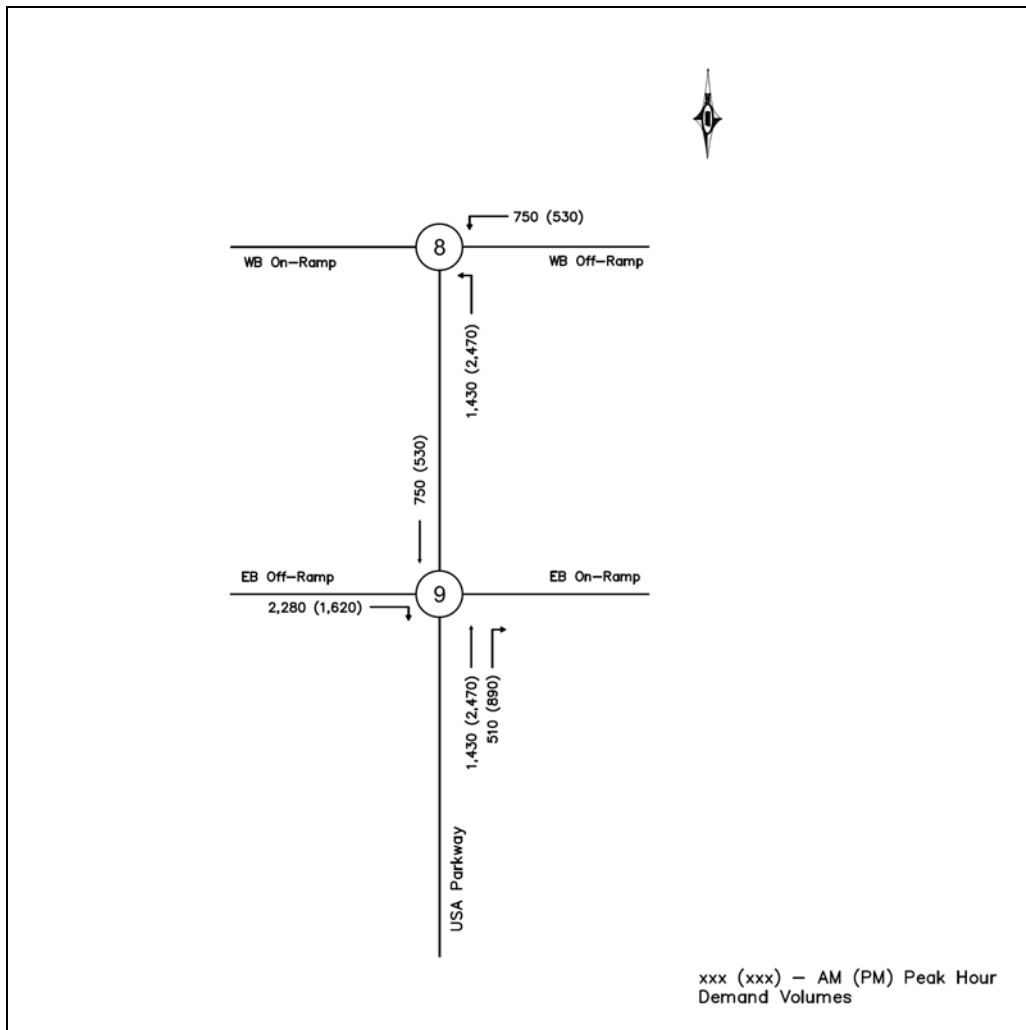 750 (530)
8
WB On-Ramp
WB Off-Ramp
1,430 (2,470)
750 (530)
EB Off-Ramp
9
EB On-Ramp
2,280 (1,620)
1,430 (2,470)
510 (890)
USA Parkway
xxx (xxx) – AM (PM) Peak Hour
Demand Volumes